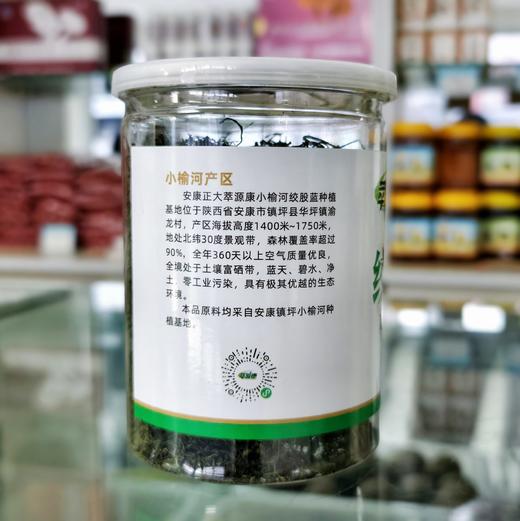 小榆河产区
安康正大萃源康小榆河绞股蓝种植
基地位于陕西省安康市镇坪县华坪镇渝
龙村，产区海拔高度1400米~1750米，
地处北纬30度景观带，森林覆盖率超过
90%，全年360天以上空气质量优良，
全境处于土壤富硒带，蓝天、碧水、净
土、零工业污染，具有极其优越的生态
环境。
本品原料均采自安康镇坪小榆河种
植基地。